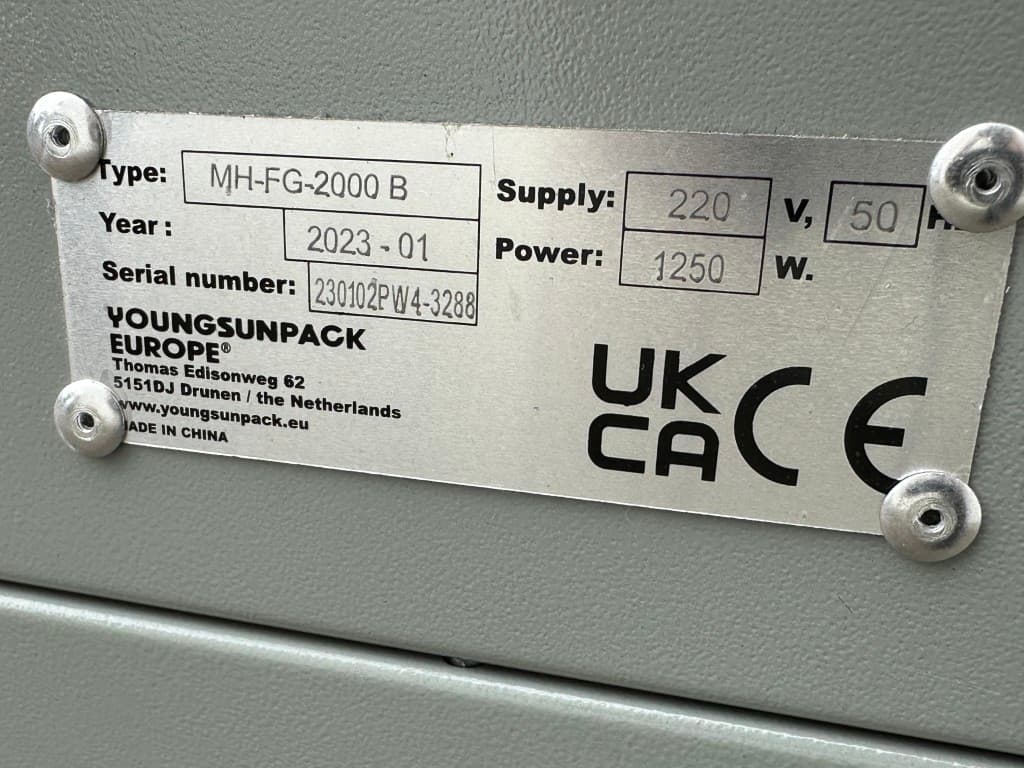 Type: MH-FG-2000 B
Year: 2023-01
Serial number: 230102PW4-3288
Supply: 220 V, 50
Power: 1250 W.
YOUNGSUNPACK
EUROPE®
Thomas Edisonweg 62
5151DJ Drunen / the Netherlands
www.youngsunpack.eu
MADE IN CHINA
UK
CA
CE